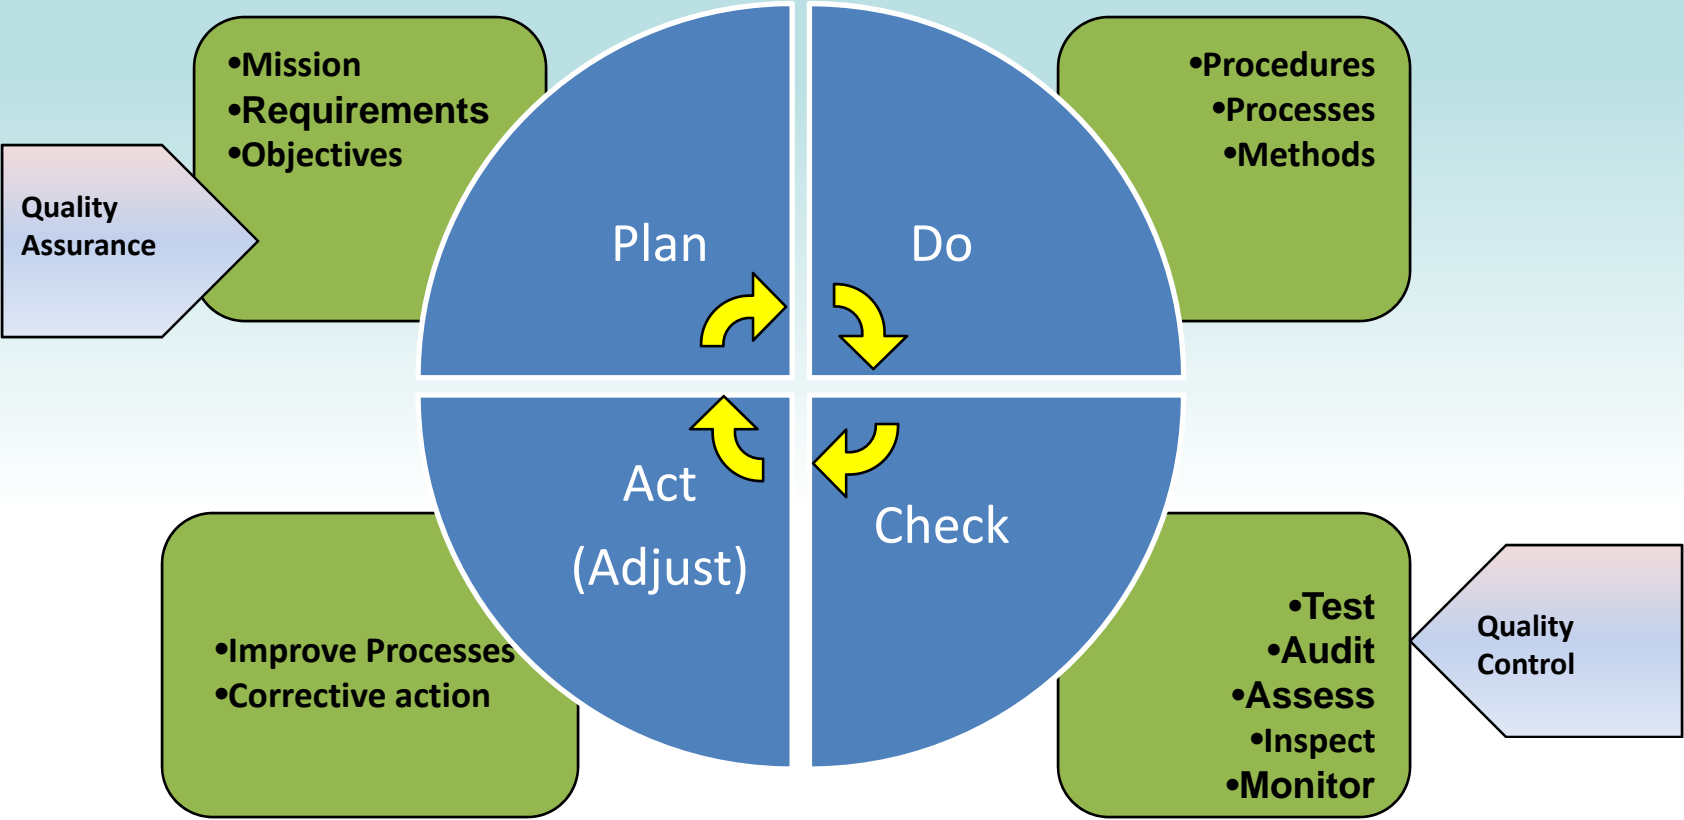 •Mission
•Requirements
•Objectives
Quality
Assurance
Plan
Do
•Procedures
•Processes
•Methods
Act
(Adjust)
Check
•Improve Processes
•Corrective action
•Test
•Audit
•Assess
•Inspect
•Monitor
Quality
Control